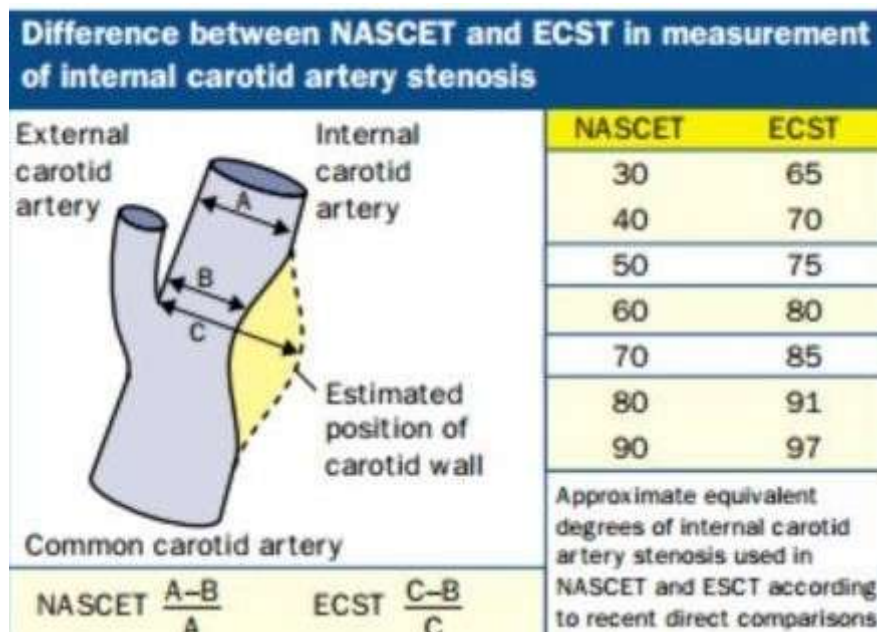 Difference between NASCET and ECST in measurement
of internal carotid artery stenosis
External
carotid
artery
Internal
carotid
artery
A
B
C
Estimated
position of
carotid wall
Common carotid artery
NASCET A–B
A
ECST C–B
C
NASCET ECST
30 65
40 70
50 75
60 80
70 85
80 91
90 97
Approximate equivalent
degrees of internal carotid
artery stenosis used in
NASCET and ESCT according
to recent direct comparisons